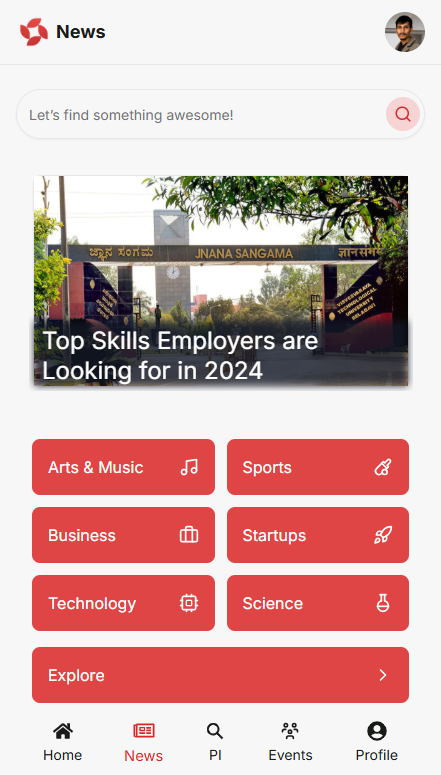 News
Let's find something awesome!
ಜ್ಞಾನ ಸಂಗಮ JNANA SANGAMA
VISVESVARAYA
TECHNOLOGICAL
UNIVERSITY
BELAGAVI
Top Skills Employers are
Looking for in 2024
Arts & Music
Sports
Business
Startups
Technology
Science
Explore
Home News PI Events Profile